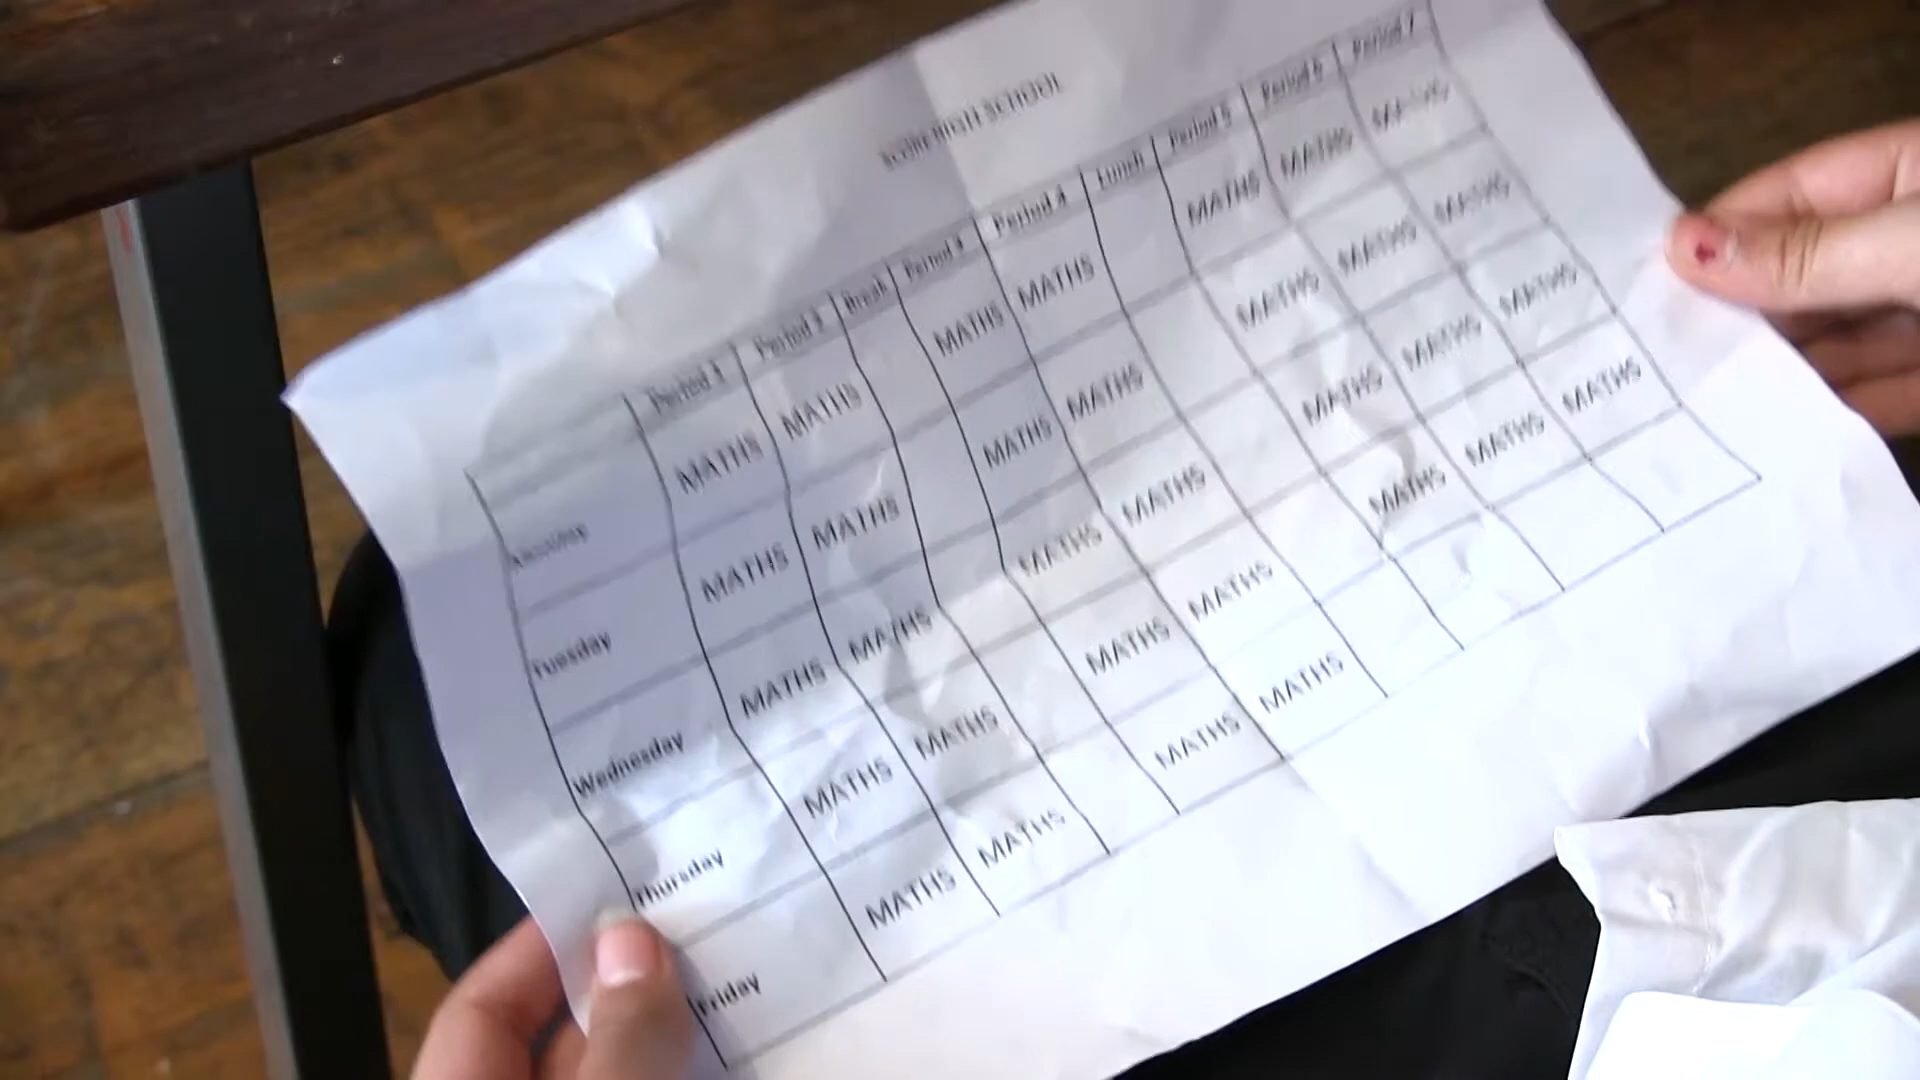 HIGH SCHOOL
Period 1 Period 2 Break Period 3 Period 4 Lunch Period 5 Period 6 Period 7
Monday MATHS MATHS MATHS MATHS MATHS MATHS MATHS
Tuesday MATHS MATHS MATHS MATHS MATHS MATHS MATHS
Wednesday MATHS MATHS MATHS MATHS MATHS MATHS MATHS
Thursday MATHS MATHS MATHS MATHS MATHS MATHS MATHS
Friday MATHS MATHS MATHS MATHS